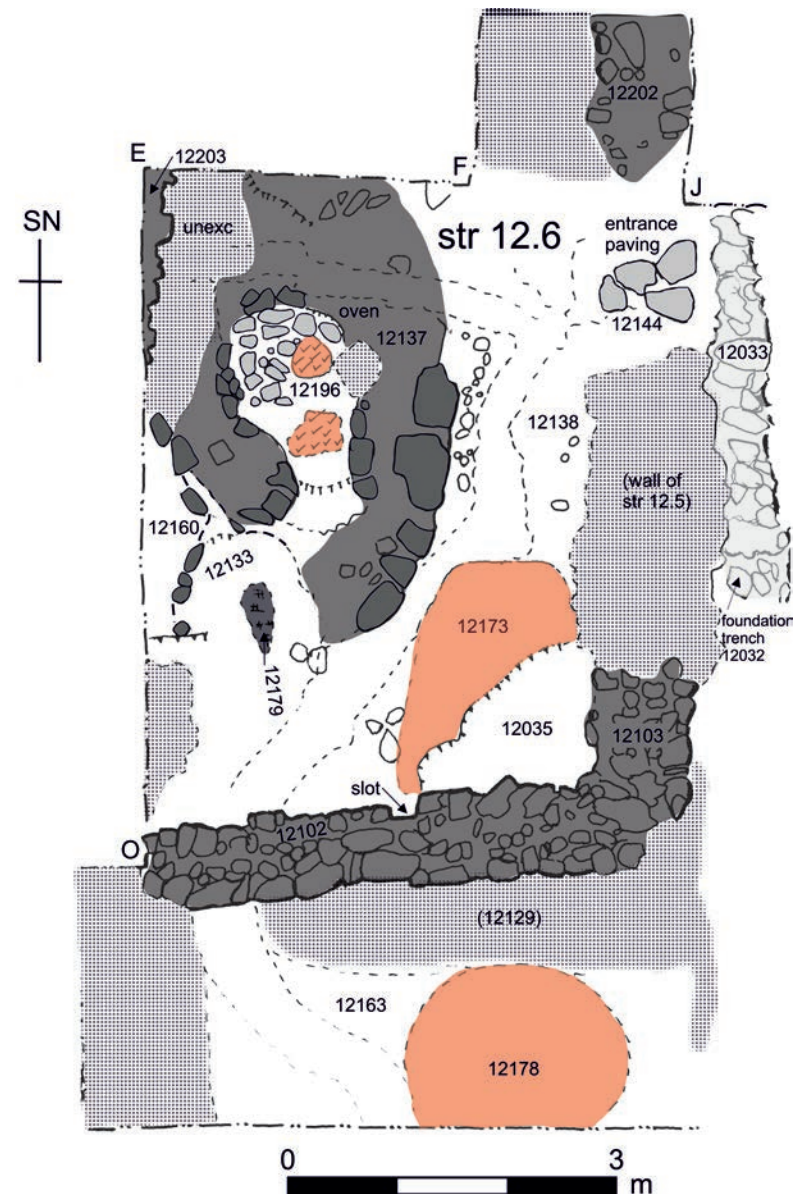 12202
E
12203
F
J
SN
unexc
str 12.6
entrance
paving
oven
12144
12137
12033
12196
12138
(wall of
str 12.5)
12160
12133
foundation
trench
12032
12173
12179
12035
12103
slot
12102
O
(12129)
12163
12178
0
3
m